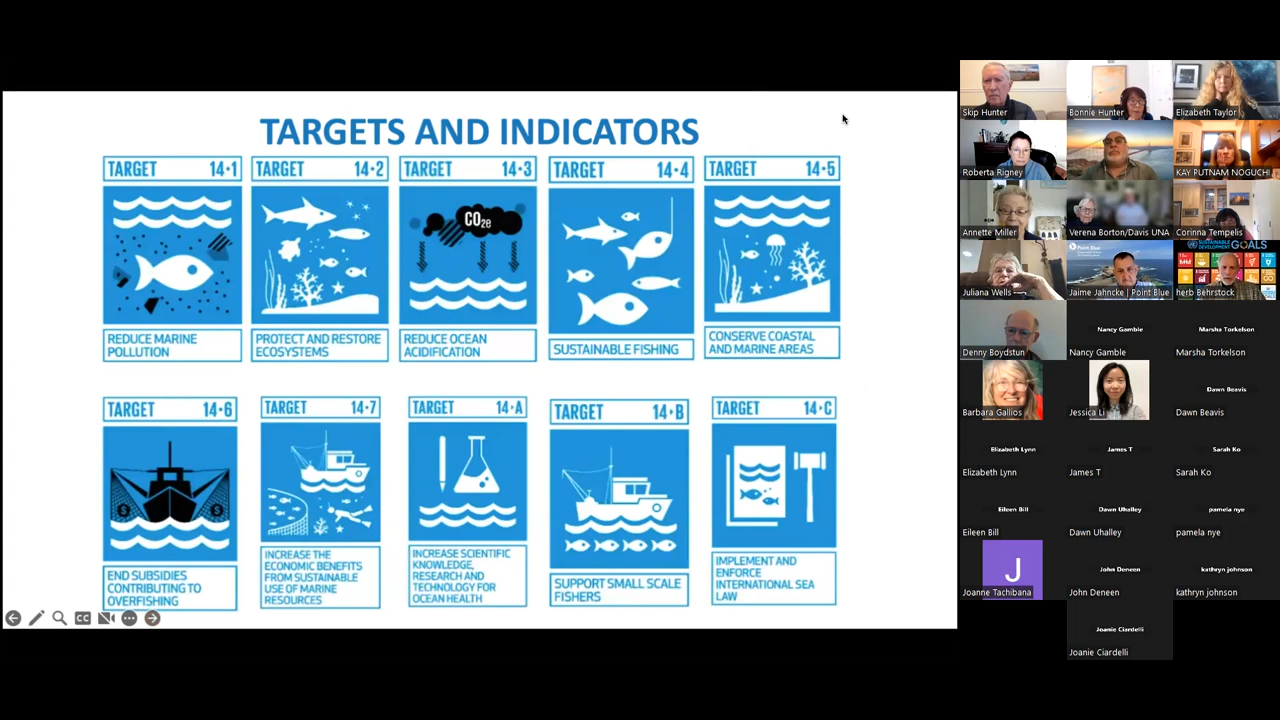 TARGETS AND INDICATORS
TARGET 14·1
TARGET 14·2
TARGET 14·3
TARGET 14·4
TARGET 14·5
CO2e
REDUCE MARINE
POLLUTION
PROTECT AND RESTORE
ECOSYSTEMS
REDUCE OCEAN
ACIDIFICATION
SUSTAINABLE FISHING
CONSERVE COASTAL
AND MARINE AREAS
TARGET 14·6
TARGET 14·7
TARGET 14·A
TARGET 14·B
TARGET 14·C
$ $
END SUBSIDIES
CONTRIBUTING TO
OVERFISHING
INCREASE THE
ECONOMIC BENEFITS
FROM SUSTAINABLE
USE OF MARINE
RESOURCES
INCREASE SCIENTIFIC
KNOWLEDGE,
RESEARCH AND
TECHNOLOGY FOR
OCEAN HEALTH
SUPPORT SMALL SCALE
FISHERS
IMPLEMENT AND
ENFORCE
INTERNATIONAL SEA
LAW
CC
Skip Hunter
Bonnie Hunter
Elizabeth Taylor
Roberta Rigney
KAY PUTNAM NOGUCHI
Annette Miller
Verena Borton/Davis UNA
Corinna Tempelis
Point Blue
SUSTAINABLE
DEVELOPMENT GOALS
Juliana Wells
Jaime Jahncke | Point Blue
herb Behrstock
Denny Boydstun
Nancy Gamble
Nancy Gamble
Marsha Torkelson
Marsha Torkelson
Barbara Gallios
Jessica Li
Dawn Beavis
Dawn Beavis
Elizabeth Lynn
Elizabeth Lynn
James T
James T
Sarah Ko
Sarah Ko
Eileen Bill
Eileen Bill
Dawn Uhalley
Dawn Uhalley
pamela nye
pamela nye
J
Joanne Tachibana
John Deneen
John Deneen
kathryn johnson
kathryn johnson
Joanie Ciardelli
Joanie Ciardelli